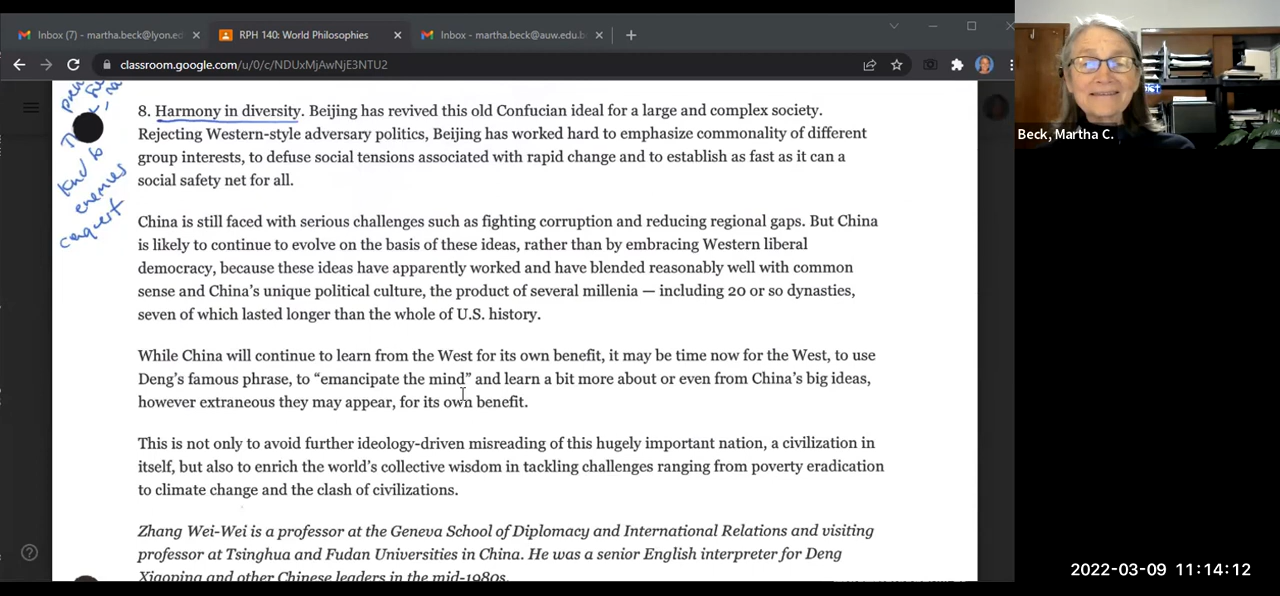 Inbox (7) - martha.beck@lyon.ed
RPH 140: World Philosophies
Inbox - martha.beck@auw.edu.b
classroom.google.com/u/0/c/NDUxMjAwNjE3NTU2
8. Harmony in diversity. Beijing has revived this old Confucian ideal for a large and complex society.
Rejecting Western-style adversary politics, Beijing has worked hard to emphasize commonality of different
group interests, to defuse social tensions associated with rapid change and to establish as fast as it can a
social safety net for all.
kind to
enemies
conquest
China is still faced with serious challenges such as fighting corruption and reducing regional gaps. But China
is likely to continue to evolve on the basis of these ideas, rather than by embracing Western liberal
democracy, because these ideas have apparently worked and have blended reasonably well with common
sense and China's unique political culture, the product of several millenia — including 20 or so dynasties,
seven of which lasted longer than the whole of U.S. history.
While China will continue to learn from the West for its own benefit, it may be time now for the West, to use
Deng's famous phrase, to “emancipate the mind” and learn a bit more about or even from China's big ideas,
however extraneous they may appear, for its own benefit.
This is not only to avoid further ideology-driven misreading of this hugely important nation, a civilization in
itself, but also to enrich the world's collective wisdom in tackling challenges ranging from poverty eradication
to climate change and the clash of civilizations.
Zhang Wei-Wei is a professor at the Geneva School of Diplomacy and International Relations and visiting
professor at Tsinghua and Fudan Universities in China. He was a senior English interpreter for Deng
Xiaoping and other Chinese leaders in the mid-1980s.
Beck, Martha C.
2022-03-09 11:14:12